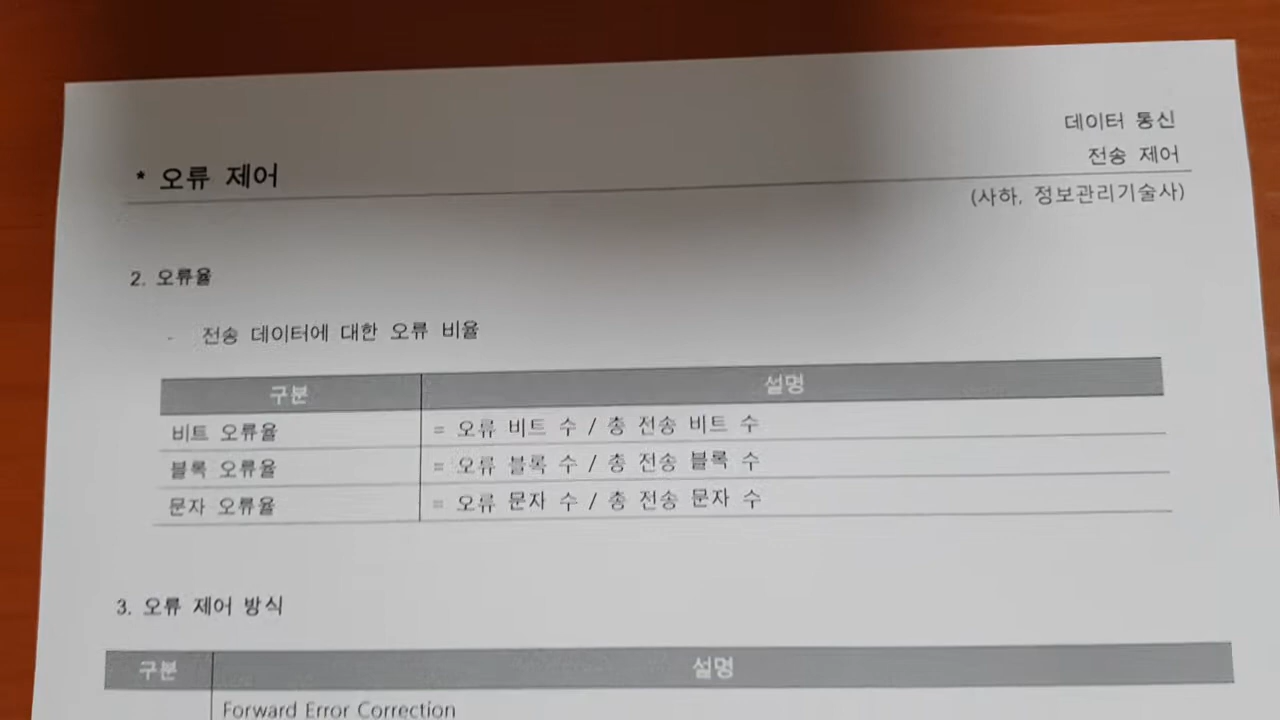 데이터 통신
전송 제어
* 오류 제어
(사하, 정보관리기술사)
2. 오류율
- 전송 데이터에 대한 오류 비율
구분 설명
비트 오류율 = 오류 비트 수 / 총 전송 비트 수
블록 오류율 = 오류 블록 수 / 총 전송 블록 수
문자 오류율 = 오류 문자 수 / 총 전송 문자 수
3. 오류 제어 방식
구분 설명
Forward Error Correction